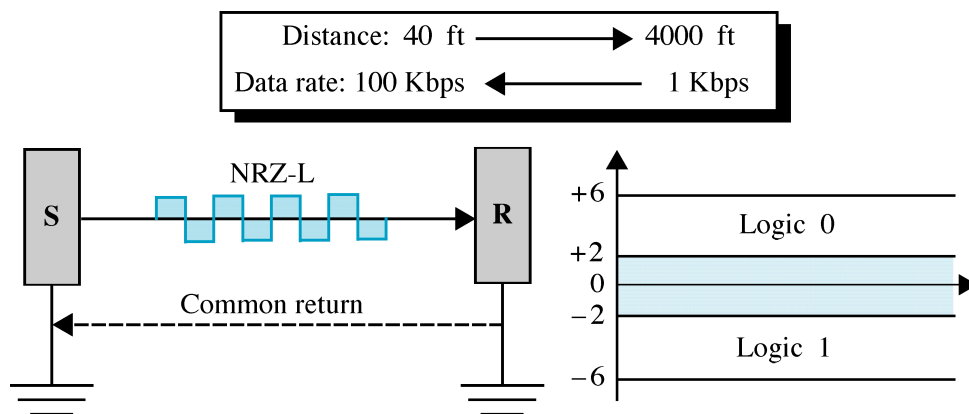 Distance: 40 ft 4000 ft
Data rate: 100 Kbps 1 Kbps
NRZ-L
S
R
Common return
+6
Logic 0
+2
0
−2
Logic 1
−6